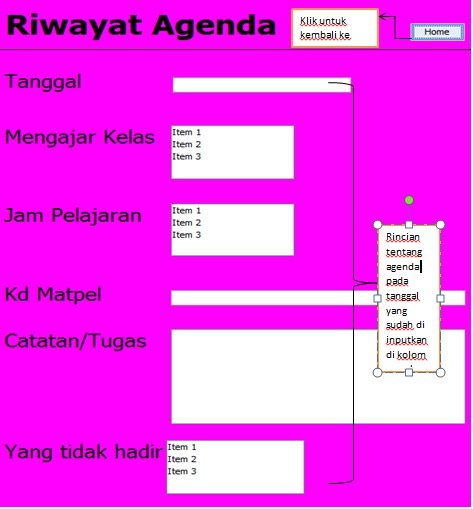 Riwayat Agenda
Klik untuk
kembali ke
Home
Tanggal
Mengajar Kelas
Item 1
Item 2
Item 3
Jam Pelajaran
Item 1
Item 2
Item 3
Rincian
tentang
agenda
pada
tanggal
yang
sudah di
inputkan
di kolom
Kd Matpel
Catatan/Tugas
Yang tidak hadir
Item 1
Item 2
Item 3